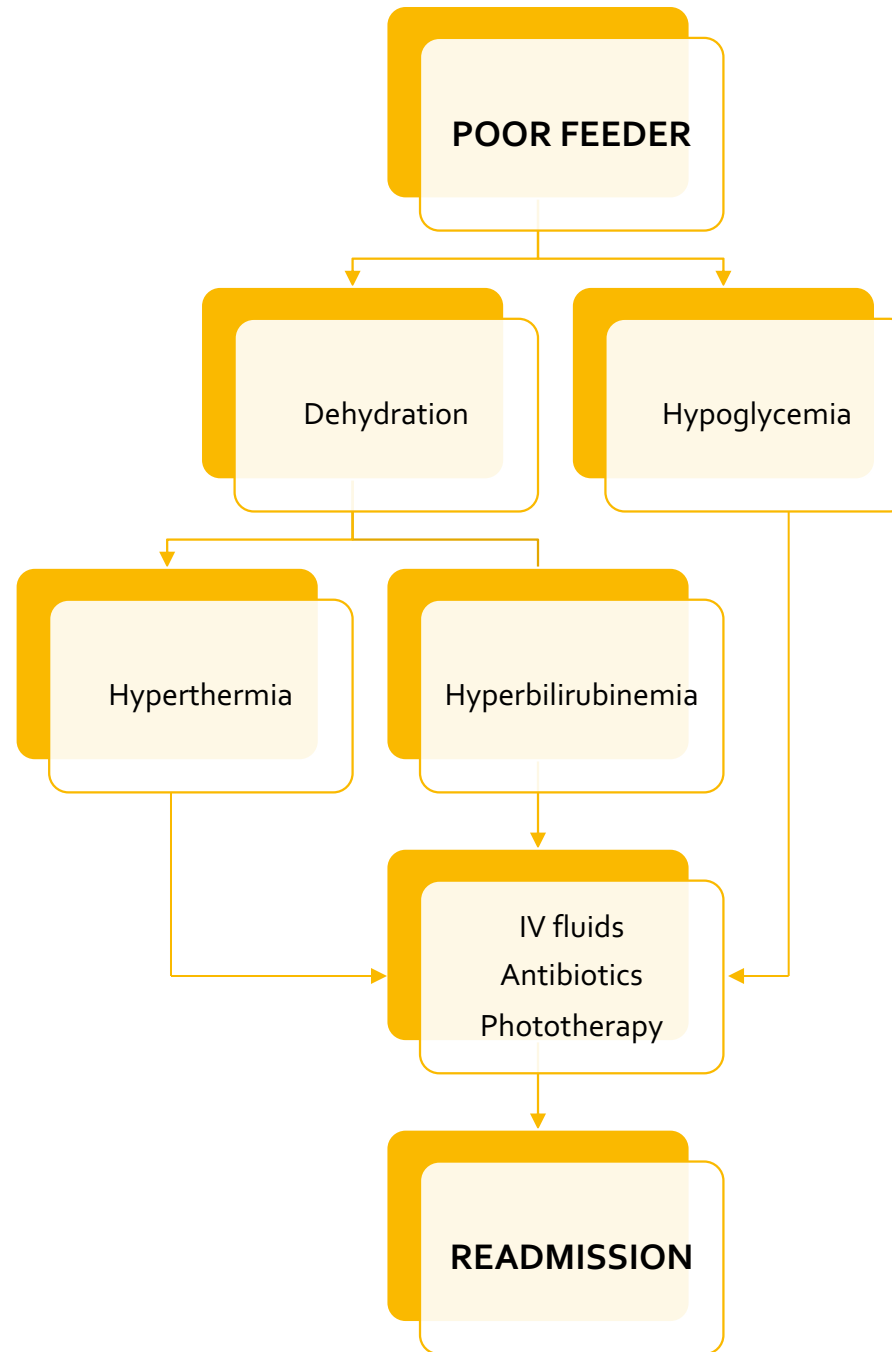 POOR FEEDER
Dehydration
Hypoglycemia
Hyperthermia
Hyperbilirubinemia
IV fluids
Antibiotics
Phototherapy
READMISSION